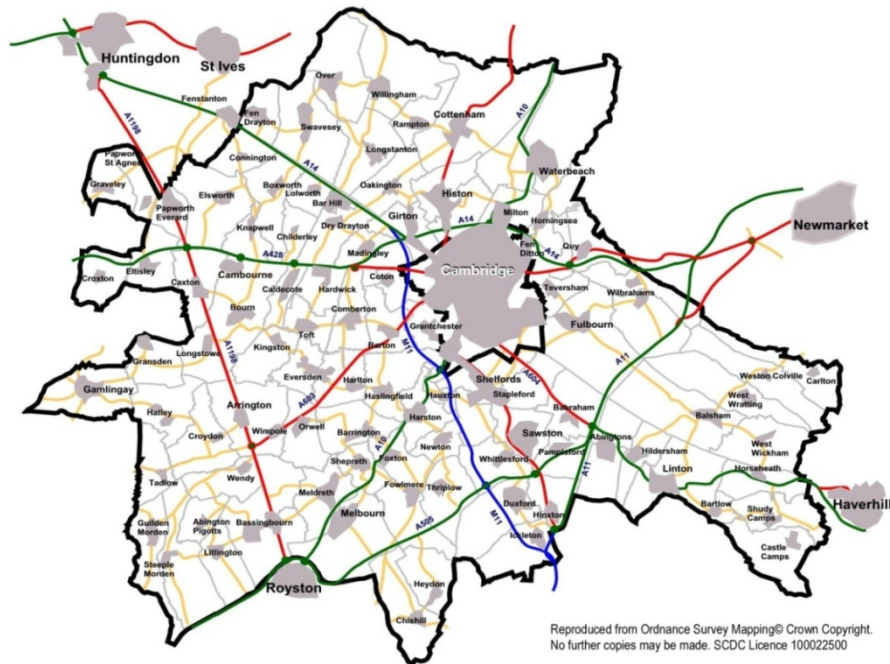 Huntingdon
St Ives
Over
Willingham
Fenstanton
Fen
Drayton
Swavesey
Rampton
Cottenham
A10
A1198
Connington
A14
Longstanton
Waterbeach
Papworth
St Agnes
Graveley
Elsworth
Boxworth
Lolworth
Oakington
Histon
Papworth
Everard
Bar Hill
Girton
A14
Milton
Horningsea
Newmarket
Knapwell
Childerley
Dry Drayton
Madingley
Fen
Ditton
A14
Quy
Croxton
Eltisley
A428
Cambourne
Coton
Cambridge
Caxton
Caldecote
Hardwick
Teversham
Wilbrahams
Bourn
Comberton
Grantchester
Fulbourn
Toft
Barton
M11
Gransden
Longstowe
Kingston
A1198
Eversden
Harlton
Shelfords
A604
A11
Weston Colville
Carlton
Gamlingay
A603
Haslingfield
Hauxton
Stapleford
West
Wratting
Hatley
Arrington
Harston
Babraham
Balsham
Croydon
Wimpole
Orwell
Barrington
A10
Newton
Sawston
Abingtons
Hildersham
West
Wickham
Whittlesford
Pampisford
Tadlow
Wendy
Shepreth
Foxton
A11
Linton
Horseheath
Meldreth
Fowlmere
Thriplow
Haverhill
Guilden
Morden
Abington
Pigotts
Bassingbourn
Melbourn
Duxford
Hinxton
Bartlow
Shudy
Camps
A505
M11
Litlington
Ickleton
Castle
Camps
Steeple
Morden
Royston
Heydon
Chishill
Reproduced from Ordnance Survey Mapping© Crown Copyright.
No further copies may be made. SCDC Licence 100022500